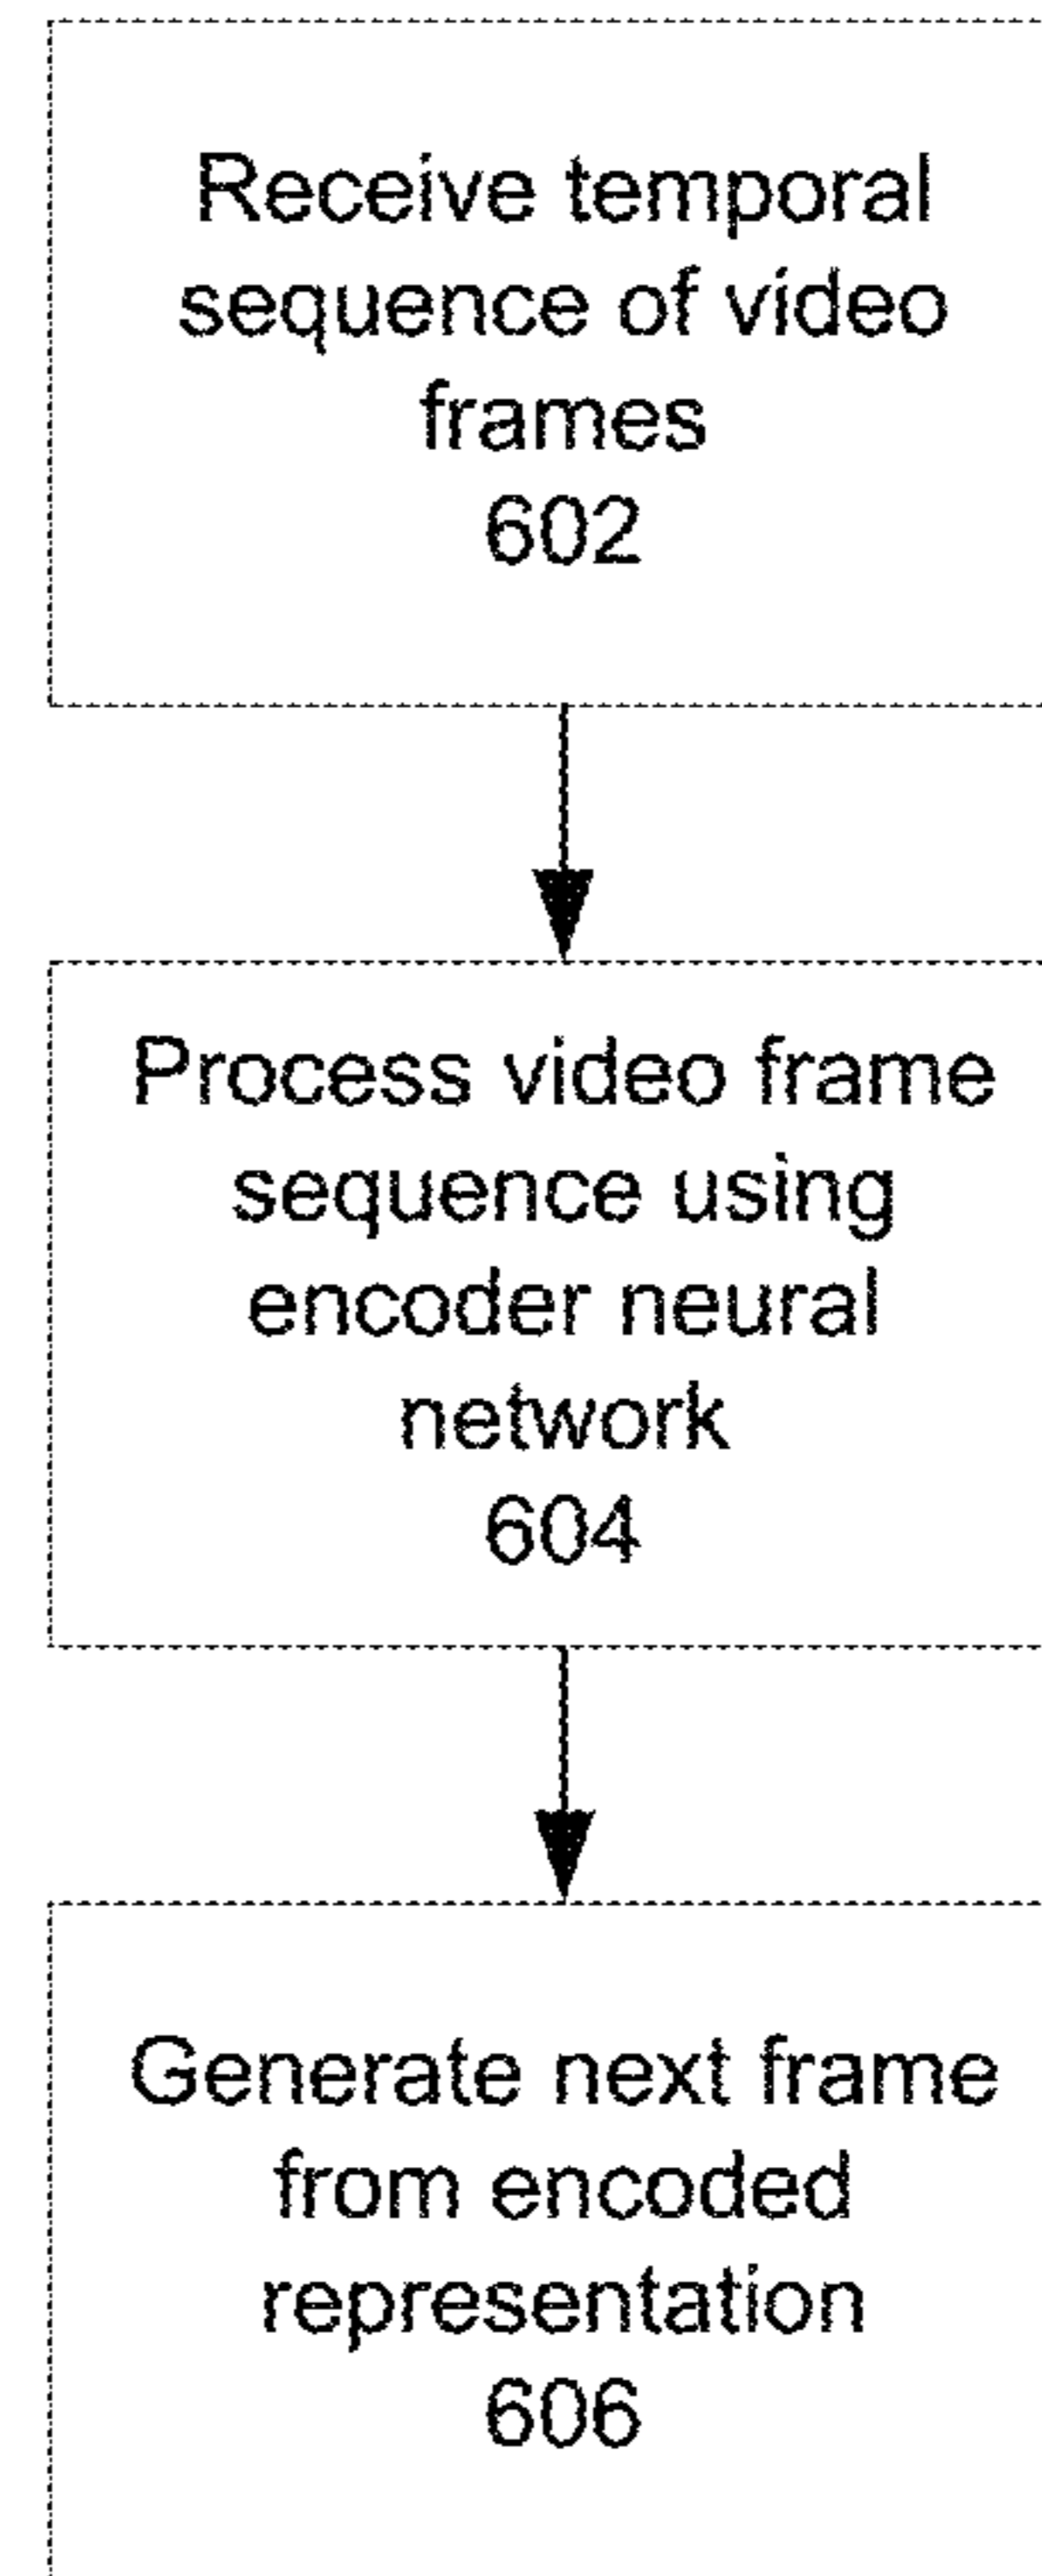 Receive temporal
sequence of video
frames
602
Process video frame
sequence using
encoder neural
network
604
Generate next frame
from encoded
representation
606